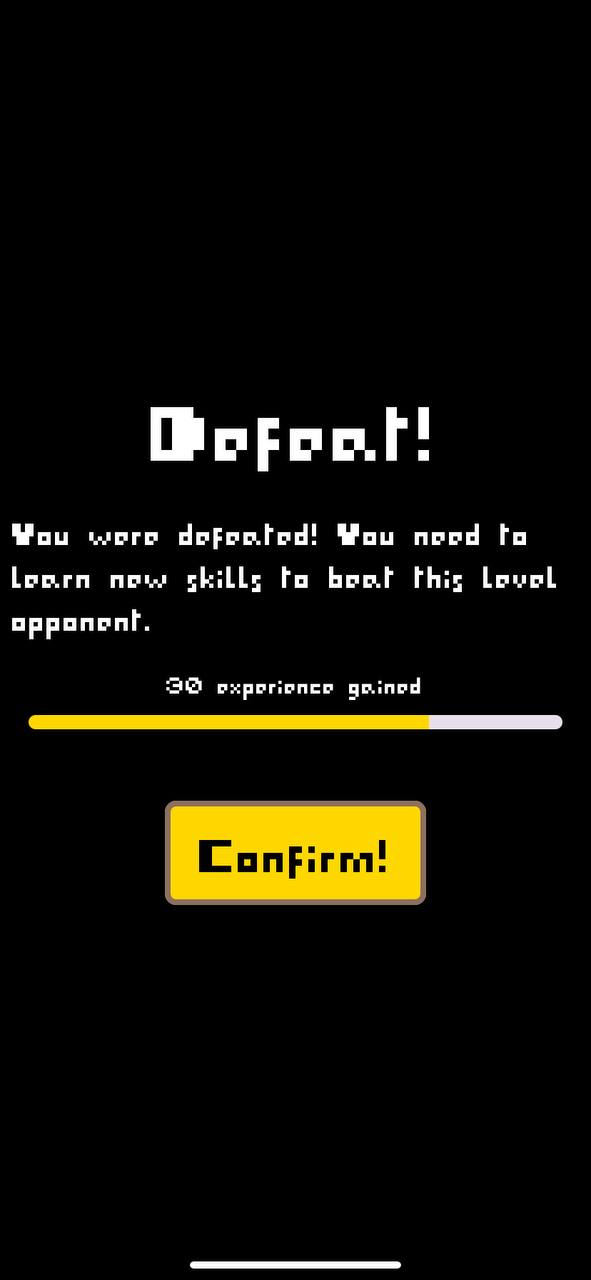 Defeat!
You were defeated! You need to
learn new skills to beat this level
opponent.
30 experience gained
Confirm!